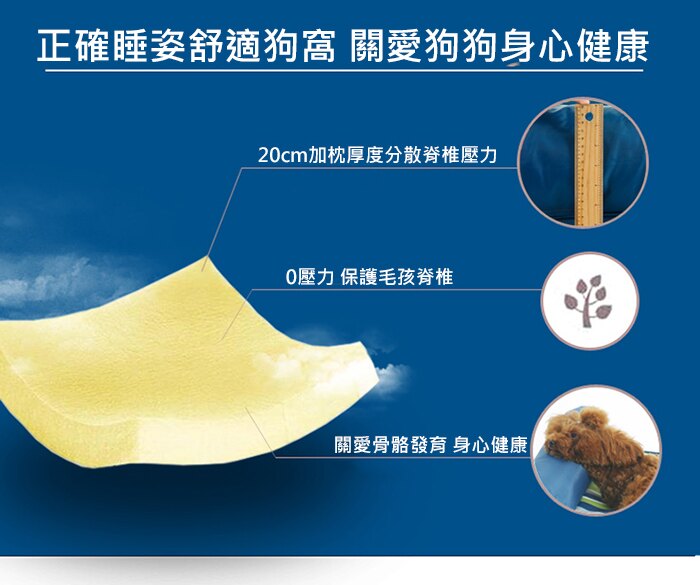 正確睡姿舒適狗窩 關愛狗狗身心健康
20cm加枕厚度分散脊椎壓力
0壓力 保護毛孩脊椎
關愛骨骼發育 身心健康